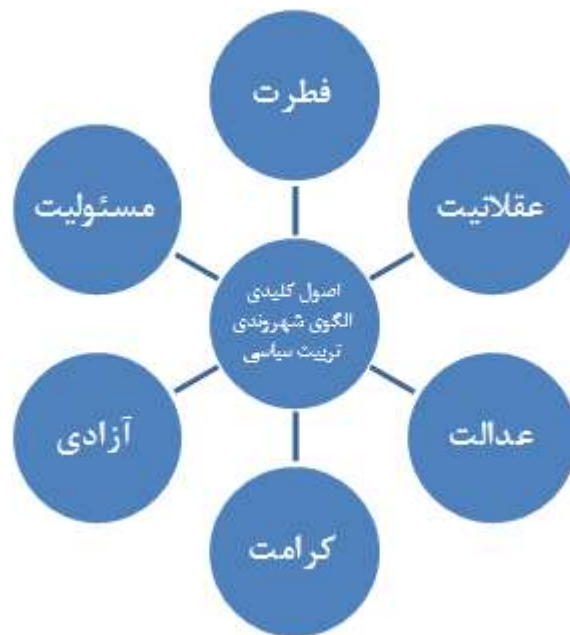 فطرت
عقلانیت
مسئولیت
اصول کلیدی
الگوی شهروندی
تربیت سیاسی
عدالت
آزادی
کرامت